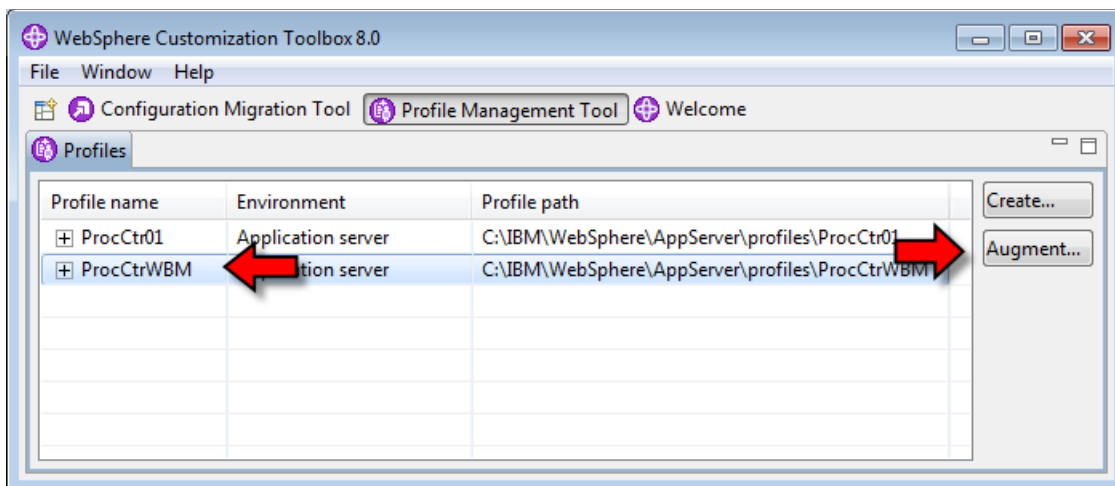 WebSphere Customization Toolbox 8.0
File Window Help
Configuration Migration Tool Profile Management Tool Welcome
Profiles
Profile name Environment Profile path Create...
ProcCtr01 Application server C:\IBM\WebSphere\AppServer\profiles\ProcCtr01
Augment...
ProcCtrWBM server C:\IBM\WebSphere\AppServer\profiles\ProcCtrWBM